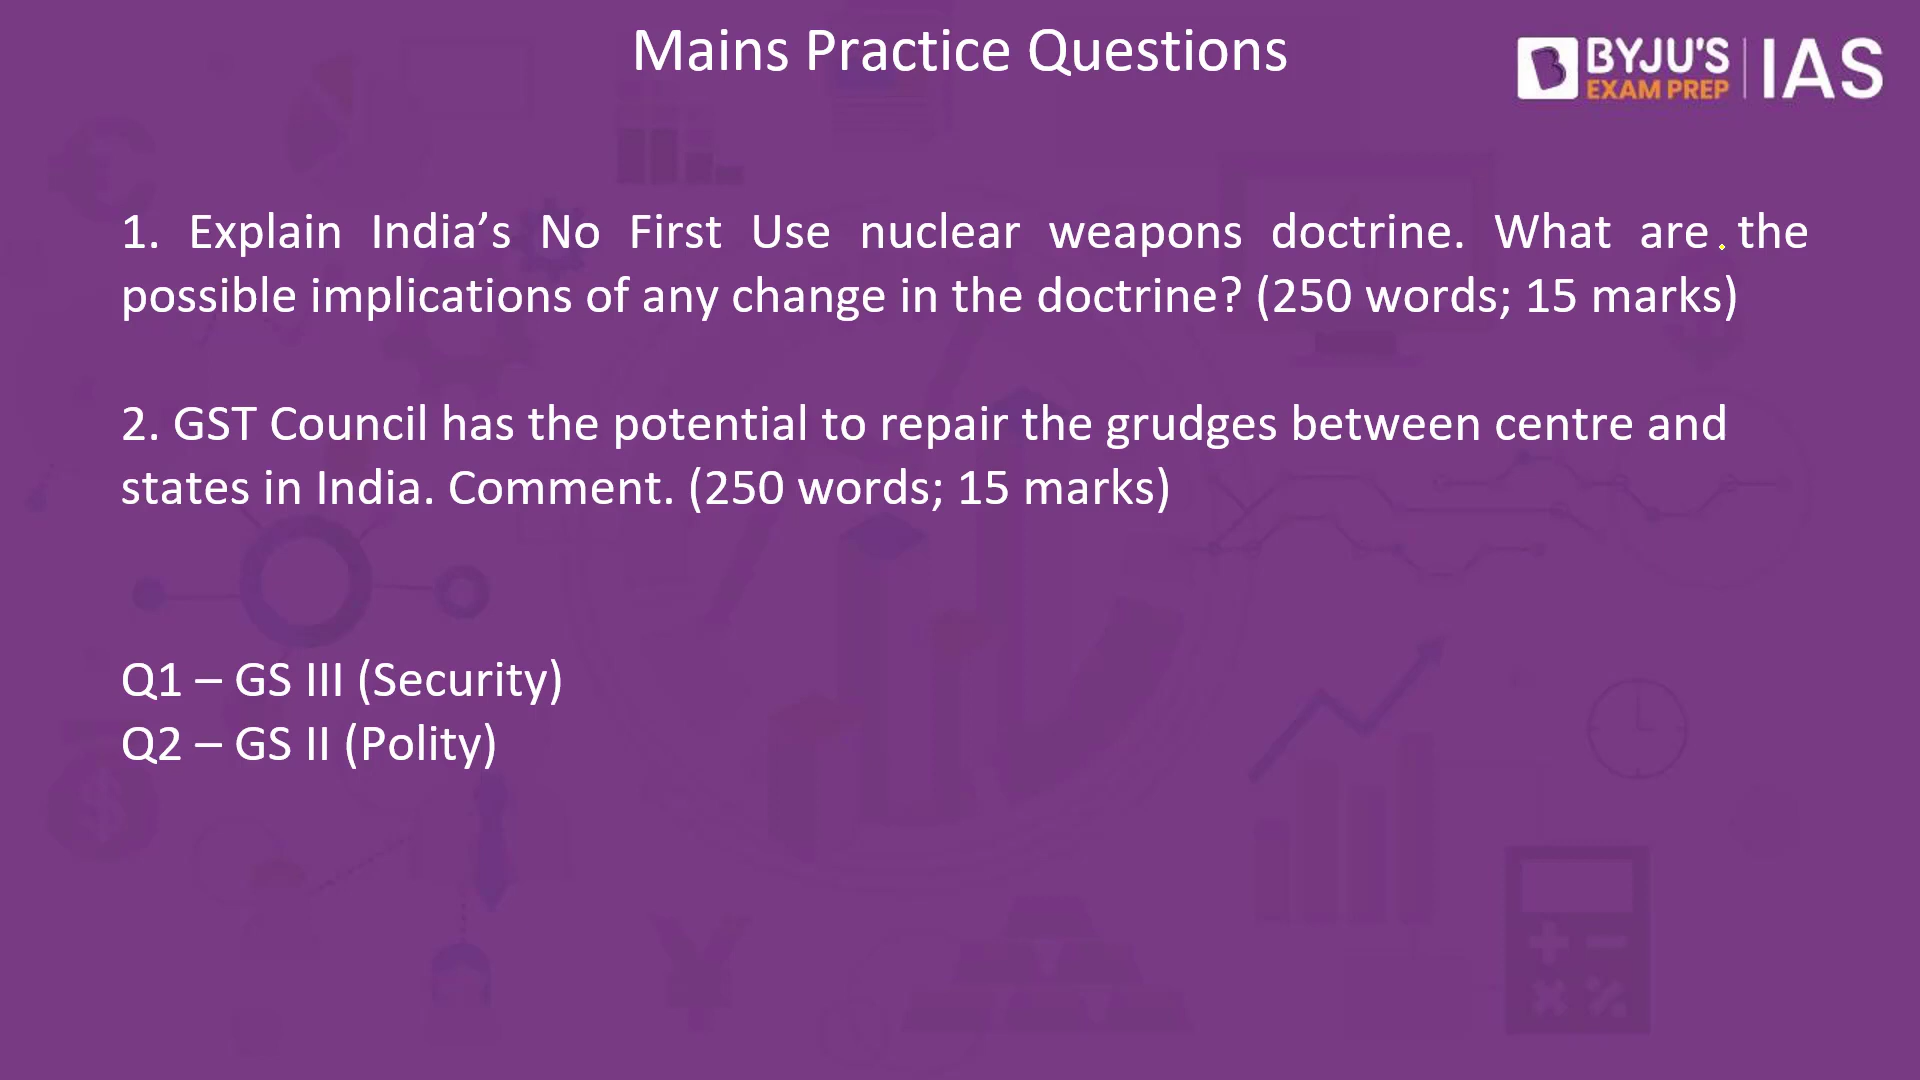 Mains Practice Questions
BYJU'S
EXAM PREP
IAS
1. Explain India’s No First Use nuclear weapons doctrine. What are the
possible implications of any change in the doctrine? (250 words; 15 marks)
2. GST Council has the potential to repair the grudges between centre and
states in India. Comment. (250 words; 15 marks)
Q1 – GS III (Security)
Q2 – GS II (Polity)